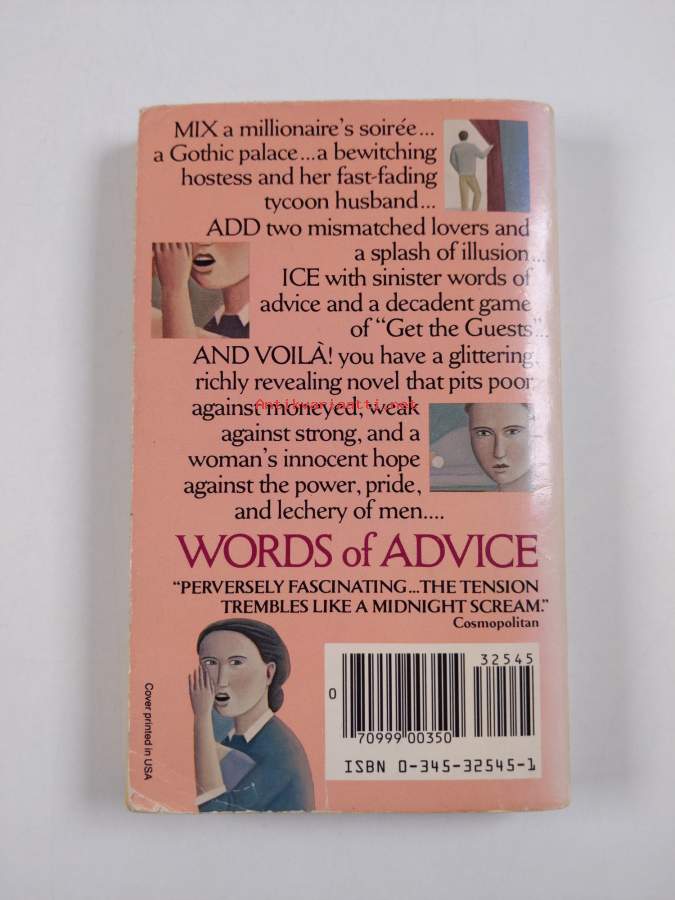 MIX a millionaire's soirée...
a Gothic palace...a bewitching
hostess and her fast-fading
tycoon husband...
ADD two mismatched lovers and
a splash of illusion...
ICE with sinister words of
advice and a decadent game
of "Get the Guests"...
AND VOILÀ! you have a glittering,
richly revealing novel that pits poor
against moneyed, weak
Antikvariaatti.net
against strong, and a
woman's innocent hope
against the power, pride,
and lechery of men....
WORDS of ADVICE
"PERVERSELY FASCINATING...THE TENSION
TREMBLES LIKE A MIDNIGHT SCREAM."
Cosmopolitan
Cover printed in USA
32545
0
70999 00350
ISBN 0-345-32545-1